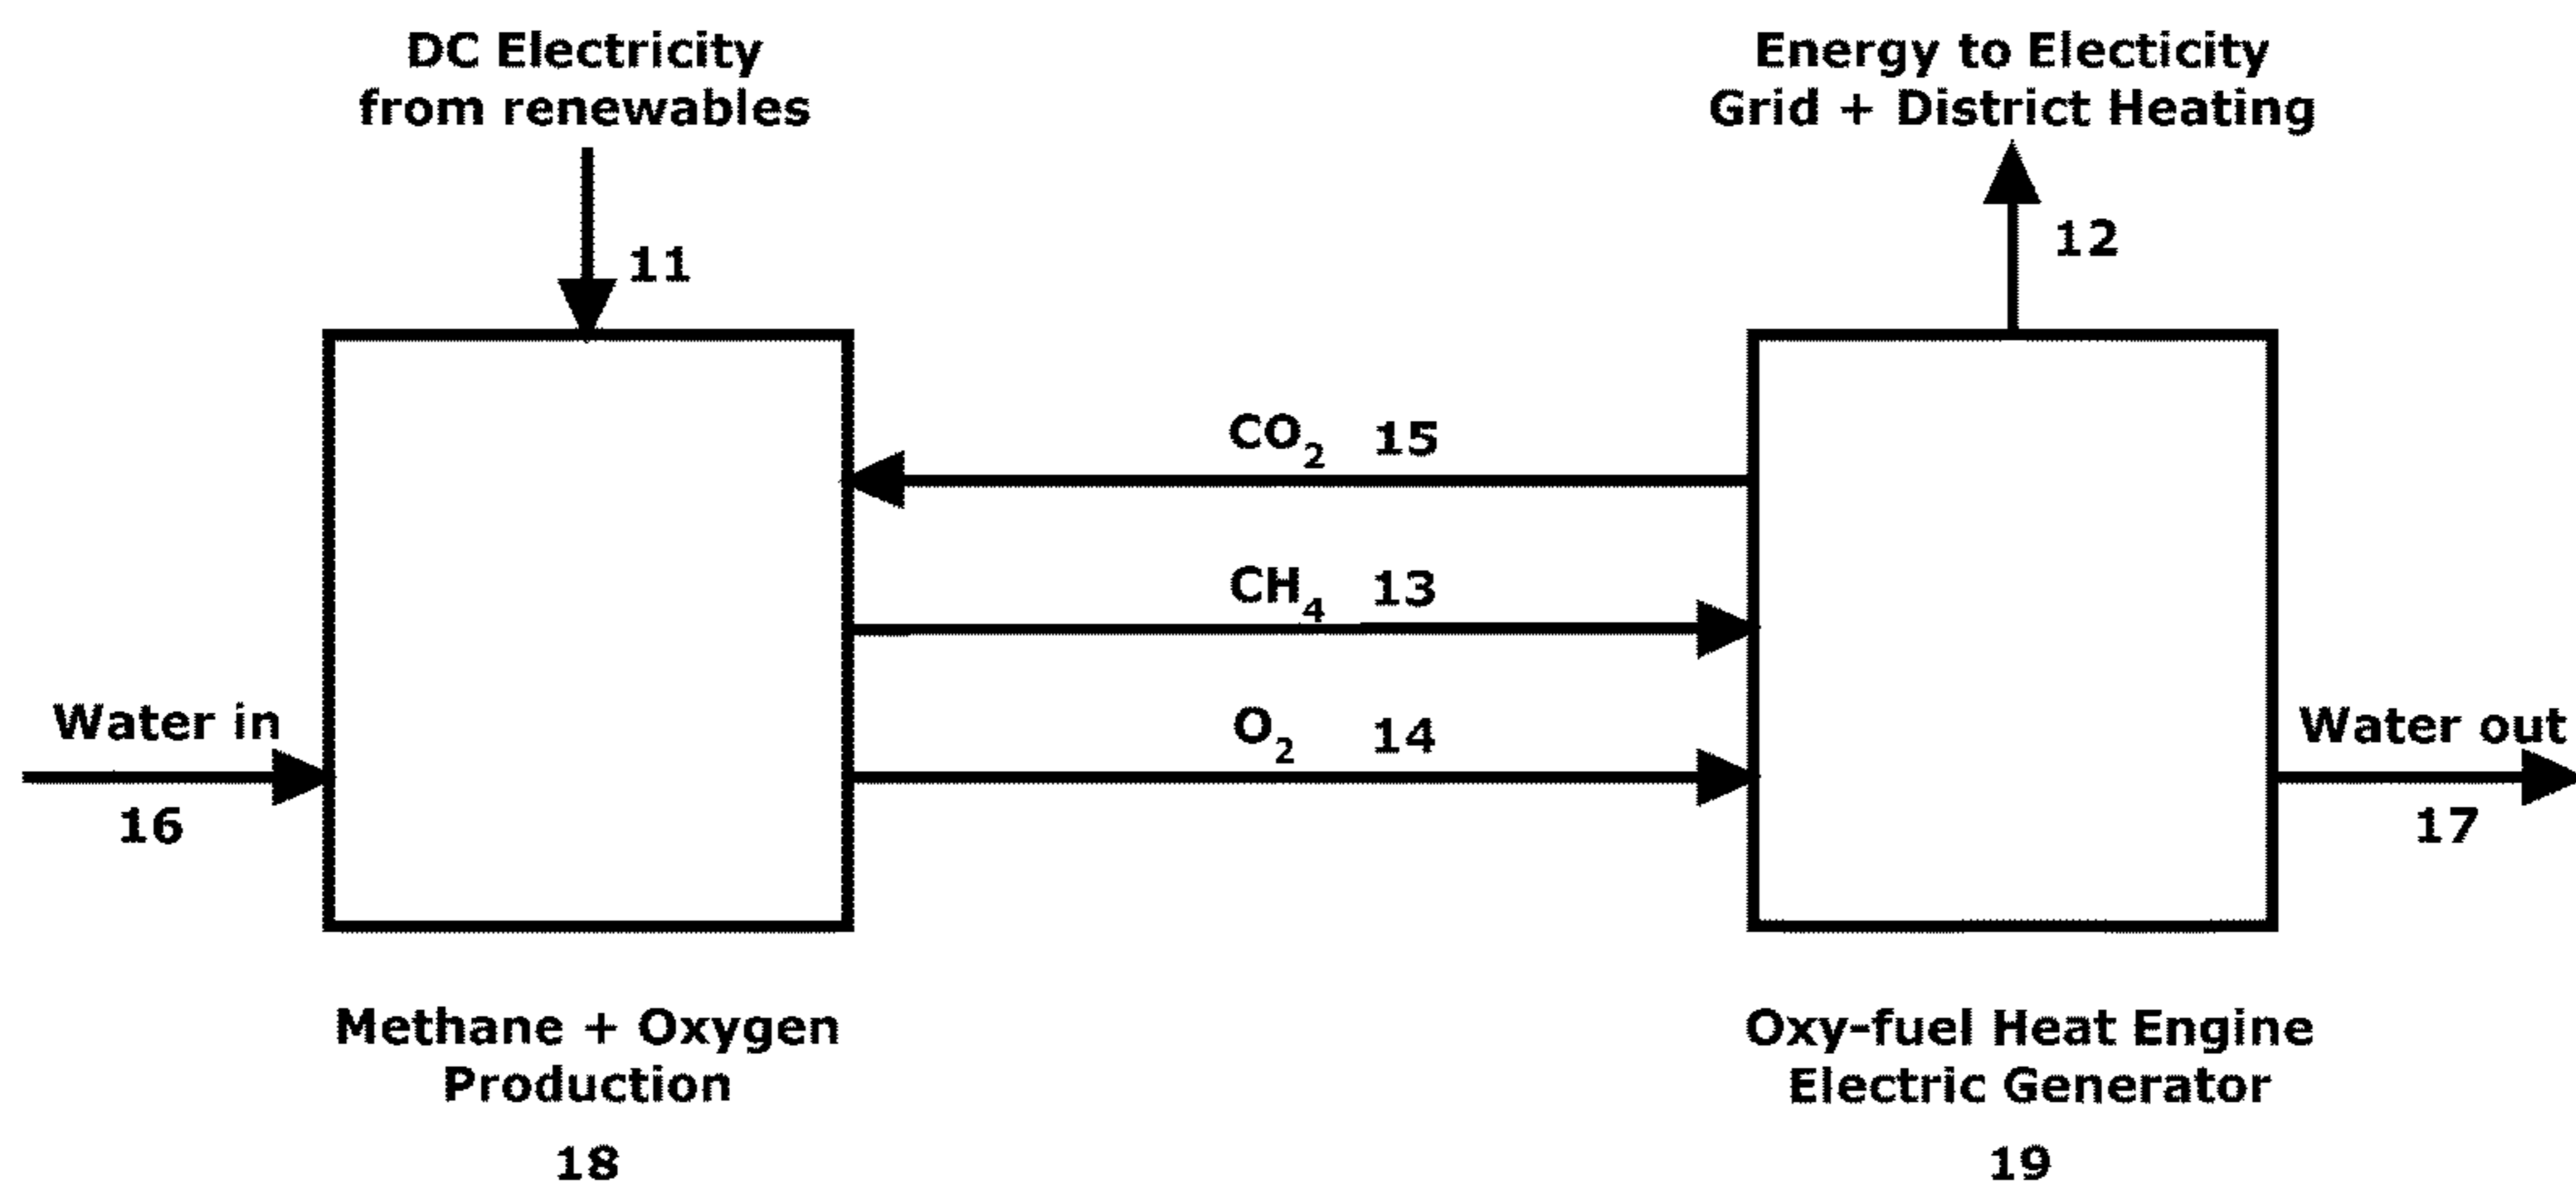 DC Electricity
from renewables
11
Energy to Electicity
Grid + District Heating
12
CO₂ 15
CH₄ 13
O₂ 14
Water in
16
Water out
17
Methane + Oxygen
Production
18
Oxy-fuel Heat Engine
Electric Generator
19